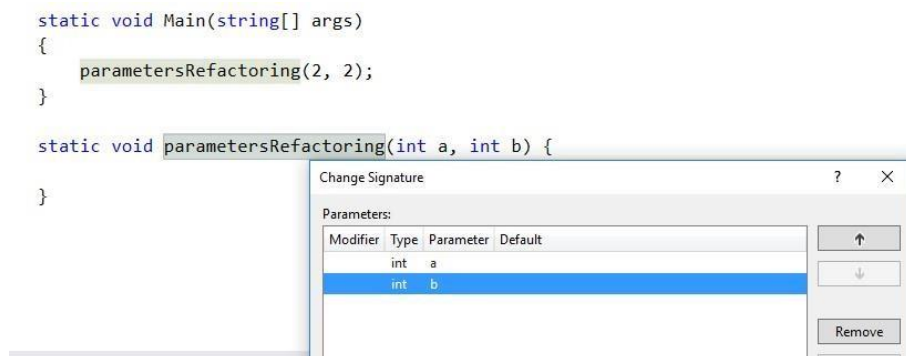 static void Main(string[] args)
{
parametersRefactoring(2, 2);
}
static void parametersRefactoring(int a, int b) {
}
Change Signature ? ×
Parameters:
Modifier Type Parameter Default
int a
int b
Remove